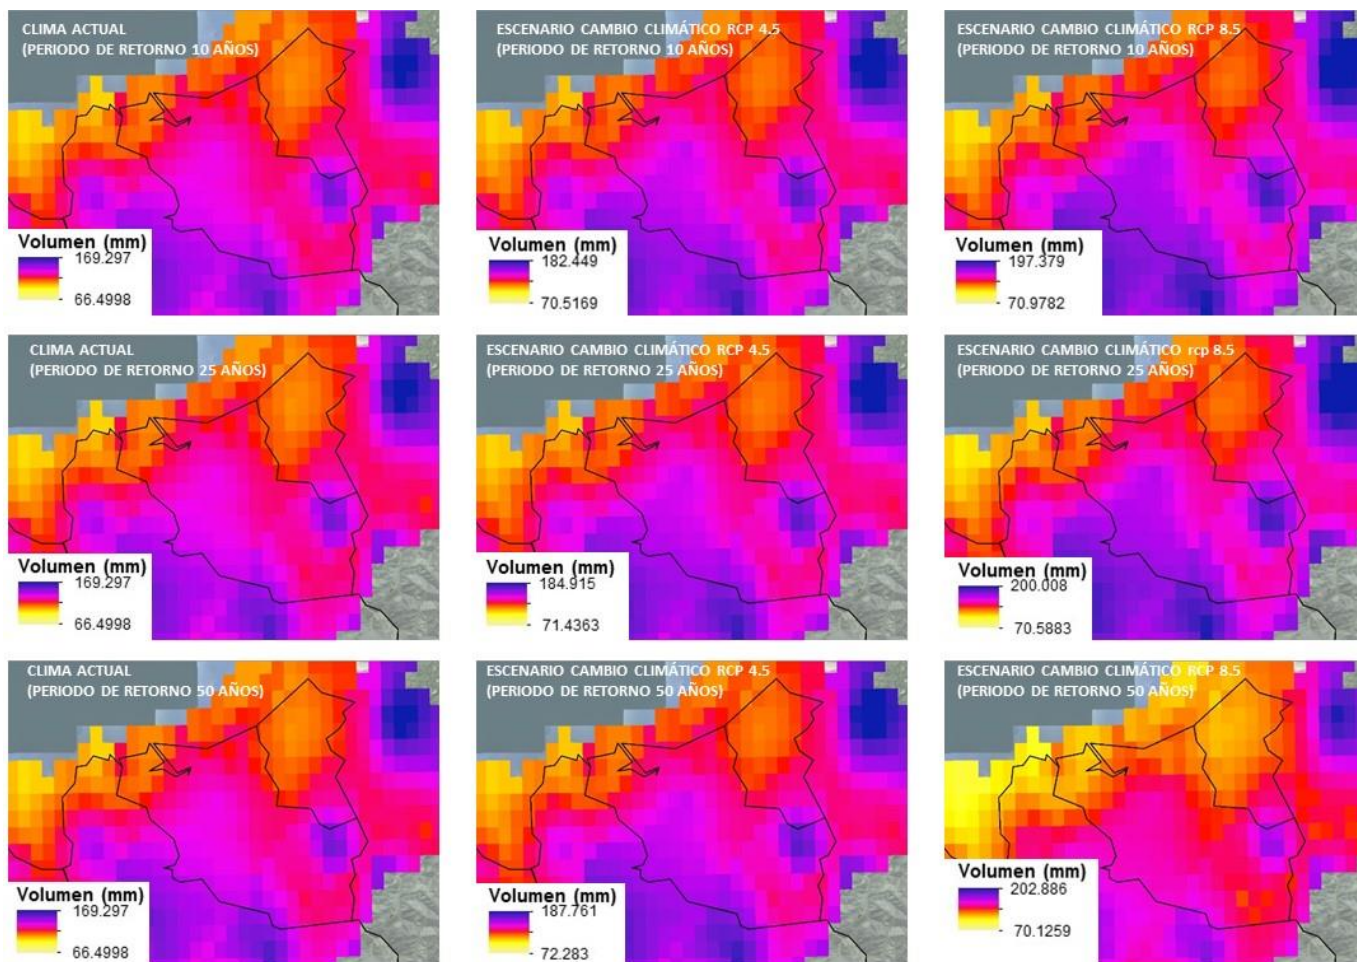 CLIMA ACTUAL
(PERIODO DE RETORNO 10 AÑOS)
Volumen (mm)
169.297
66.4998
ESCENARIO CAMBIO CLIMÁTICO RCP 4.5
(PERIODO DE RETORNO 10 AÑOS)
Volumen (mm)
182.449
70.5169
ESCENARIO CAMBIO CLIMÁTICO RCP 8.5
(PERIODO DE RETORNO 10 AÑOS)
Volumen (mm)
197.379
70.9782
CLIMA ACTUAL
(PERIODO DE RETORNO 25 AÑOS)
Volumen (mm)
169.297
66.4998
ESCENARIO CAMBIO CLIMÁTICO RCP 4.5
(PERIODO DE RETORNO 25 AÑOS)
Volumen (mm)
184.915
71.4363
ESCENARIO CAMBIO CLIMÁTICO rcp 8.5
(PERIODO DE RETORNO 25 AÑOS)
Volumen (mm)
200.008
70.5883
CLIMA ACTUAL
(PERIODO DE RETORNO 50 AÑOS)
Volumen (mm)
169.297
66.4998
ESCENARIO CAMBIO CLIMÁTICO RCP 4.5
(PERIODO DE RETORNO 50 AÑOS)
Volumen (mm)
187.761
72.283
ESCENARIO CAMBIO CLIMÁTICO RCP 8.5
(PERIODO DE RETORNO 50 AÑOS)
Volumen (mm)
202.886
70.1259